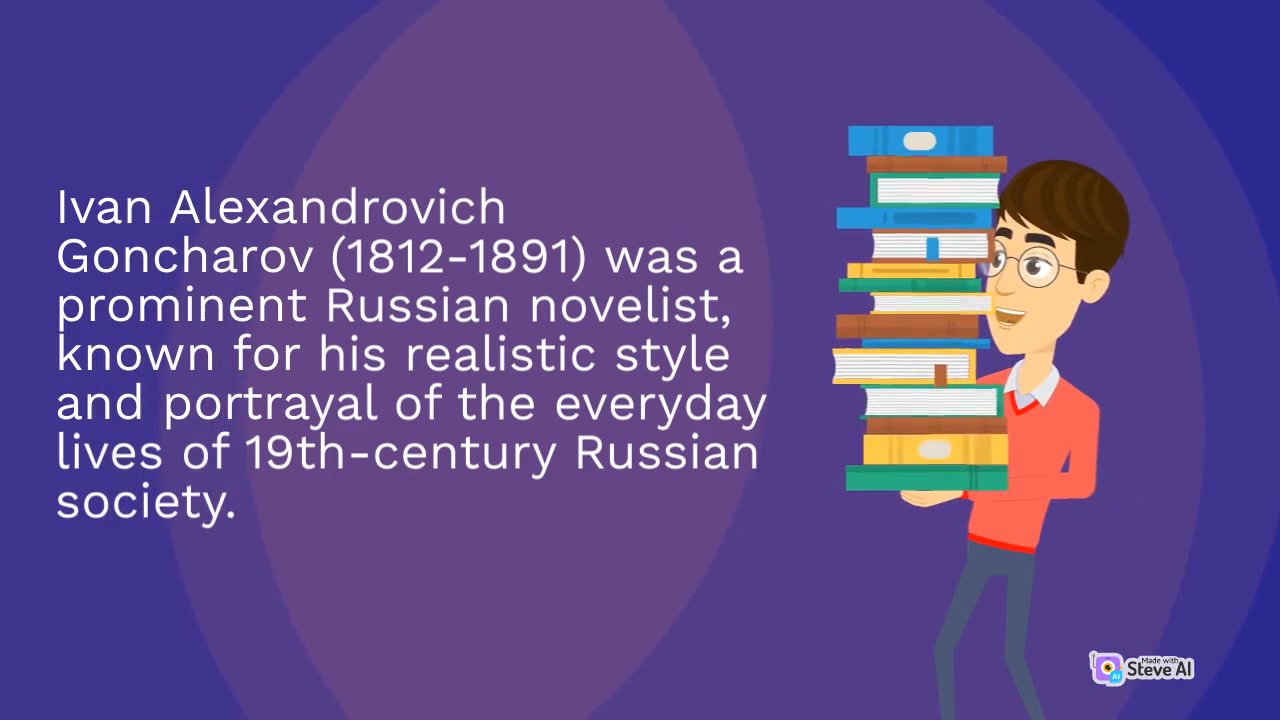 Ivan Alexandrovich
Goncharov (1812-1891) was a
prominent Russian novelist,
known for his realistic style
and portrayal of the everyday
lives of 19th-century Russian
society.
Made with
Steve AI
AI